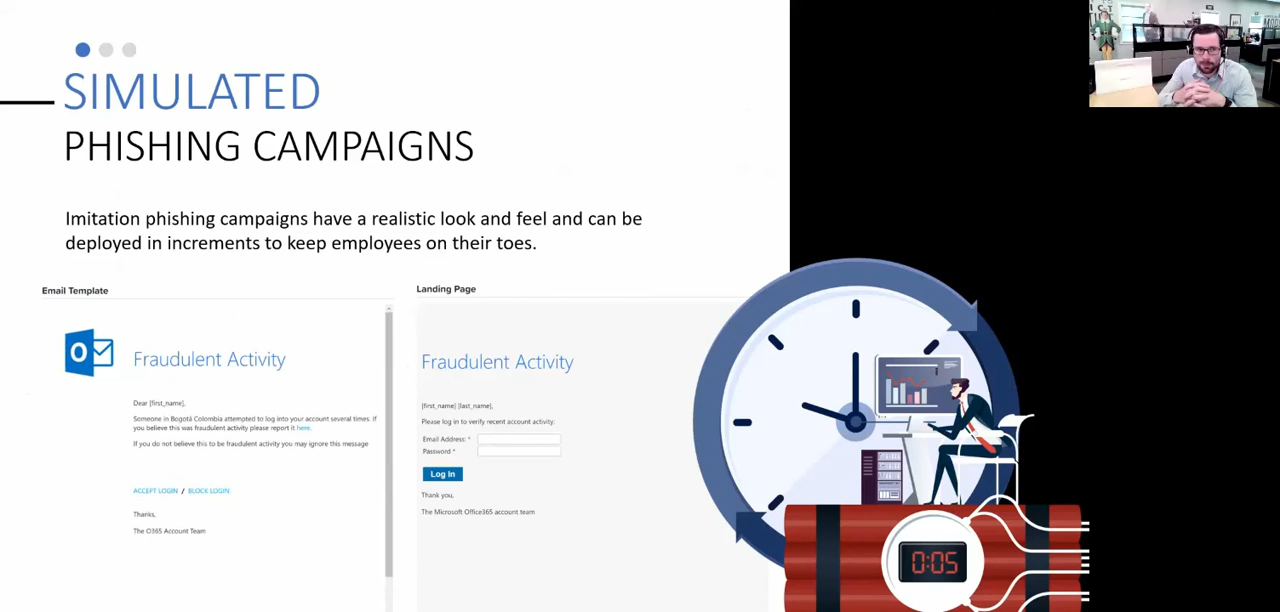 SIMULATED
PHISHING CAMPAIGNS
Imitation phishing campaigns have a realistic look and feel and can be
deployed in increments to keep employees on their toes.
Email Template
Fraudulent Activity
Dear [first_name],
Someone in Bogotá Colombia attempted to log into your account several times. If
you believe this was fraudulent activity please report it here.
If you do not believe this to be fraudulent activity you may ignore this message
ACCEPT LOGIN / BLOCK LOGIN
Thanks,
The O365 Account Team
Landing Page
Fraudulent Activity
[first_name] [last_name],
Please log in to verify recent account activity:
Email Address: *
Password *
Log In
Thank you,
The Microsoft Office365 account team
0:05